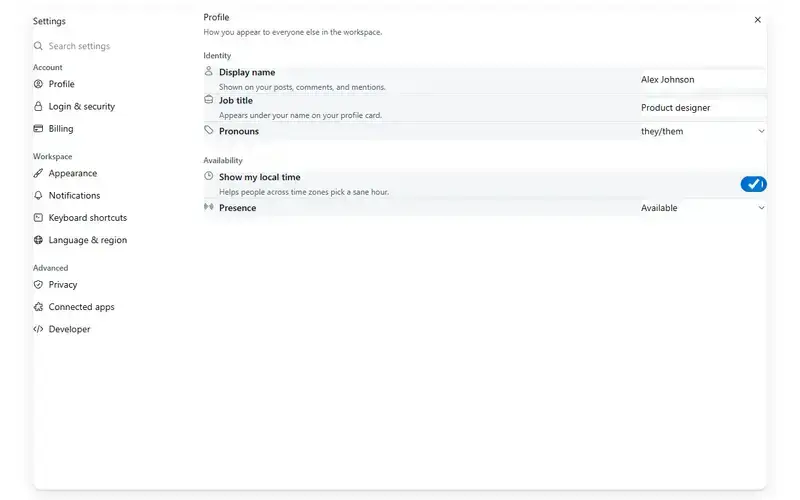 Settings
Search settings
Account
Profile
Login & security
Billing
Workspace
Appearance
Notifications
Keyboard shortcuts
Language & region
Advanced
Privacy
Connected apps
Developer
Profile
How you appear to everyone else in the workspace.
Identity
Display name
Shown on your posts, comments, and mentions.
Alex Johnson
Job title
Appears under your name on your profile card.
Product designer
Pronouns
they/them
Availability
Show my local time
Helps people across time zones pick a sane hour.
Presence
Available